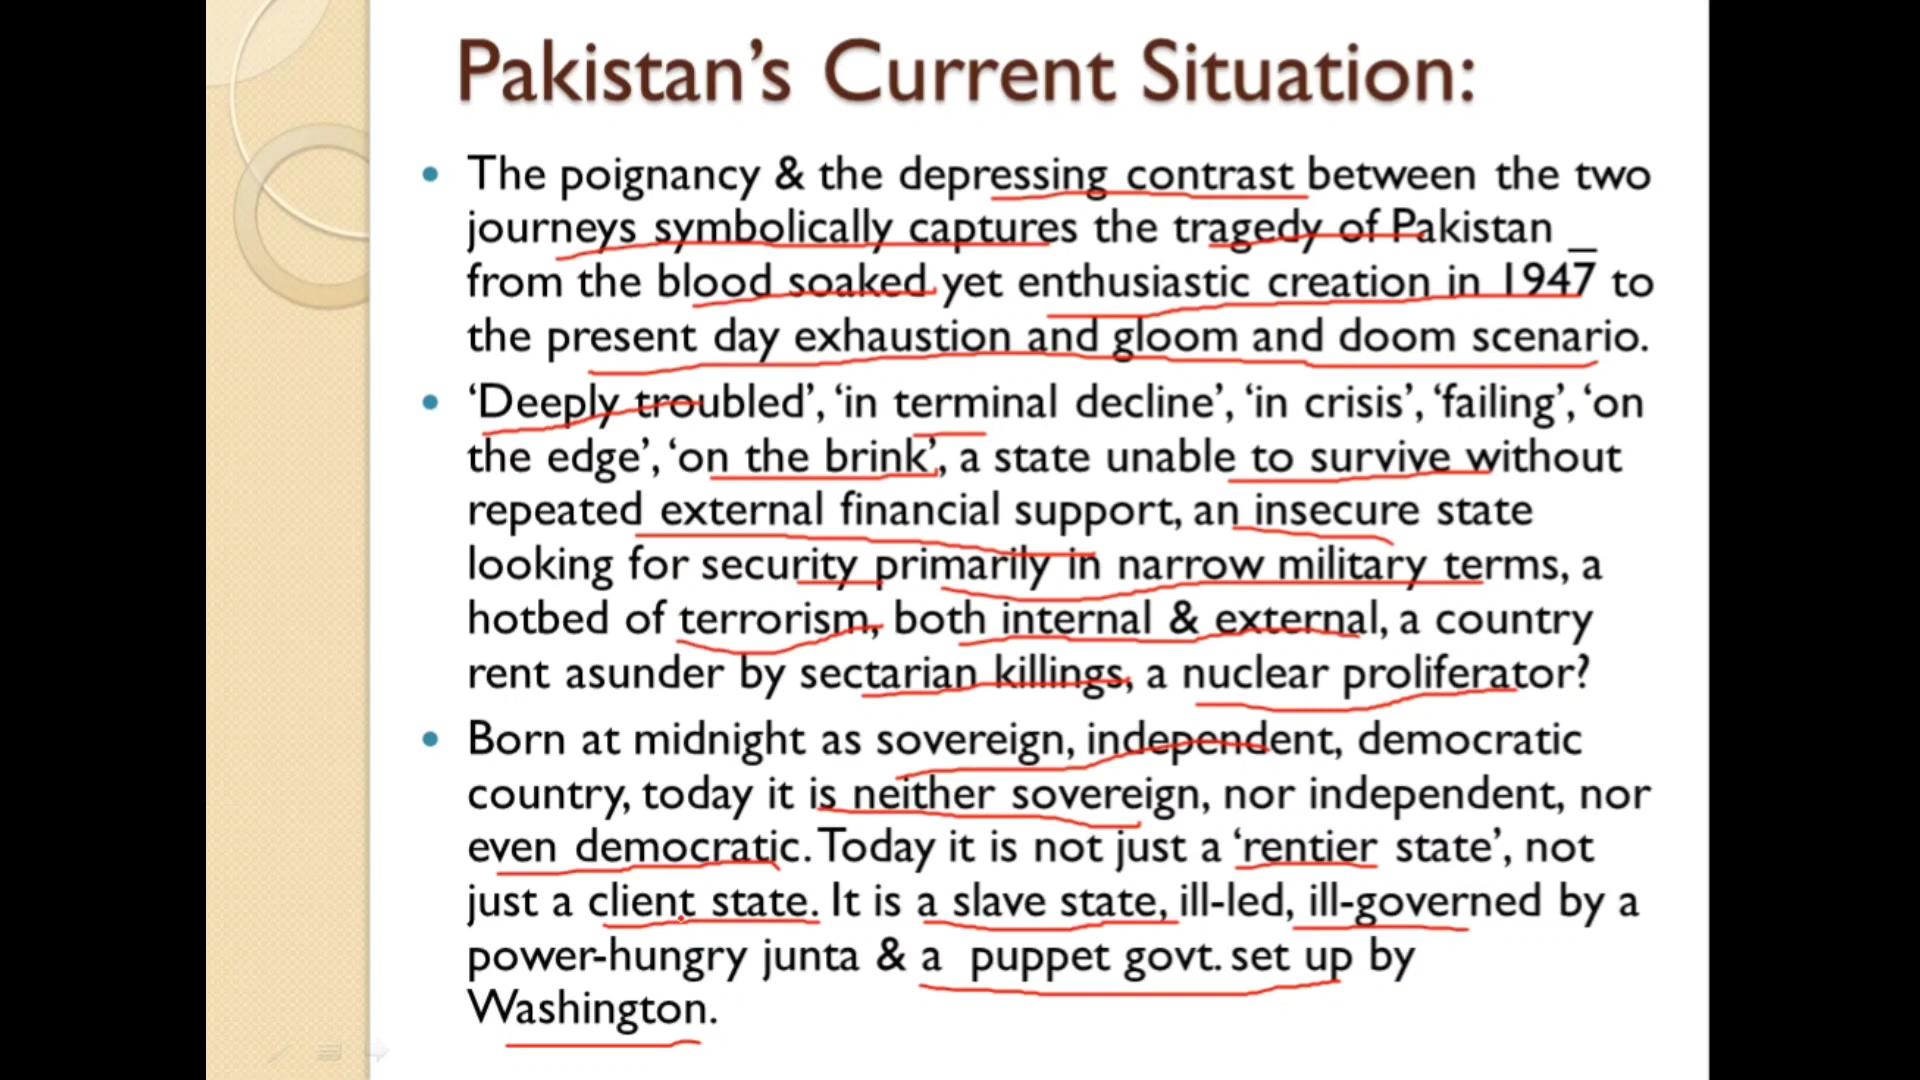 Pakistan’s Current Situation:
• The poignancy & the depressing contrast between the two
journeys symbolically captures the tragedy of Pakistan _
from the blood soaked yet enthusiastic creation in 1947 to
the present day exhaustion and gloom and doom scenario.
• ‘Deeply troubled’, ‘in terminal decline’, ‘in crisis’, ‘failing’, ‘on
the edge’, ‘on the brink’, a state unable to survive without
repeated external financial support, an insecure state
looking for security primarily in narrow military terms, a
hotbed of terrorism, both internal & external, a country
rent asunder by sectarian killings, a nuclear proliferator?
• Born at midnight as sovereign, independent, democratic
country, today it is neither sovereign, nor independent, nor
even democratic. Today it is not just a ‘rentier state’, not
just a client state. It is a slave state, ill-led, ill-governed by a
power-hungry junta & a puppet govt. set up by
Washington.